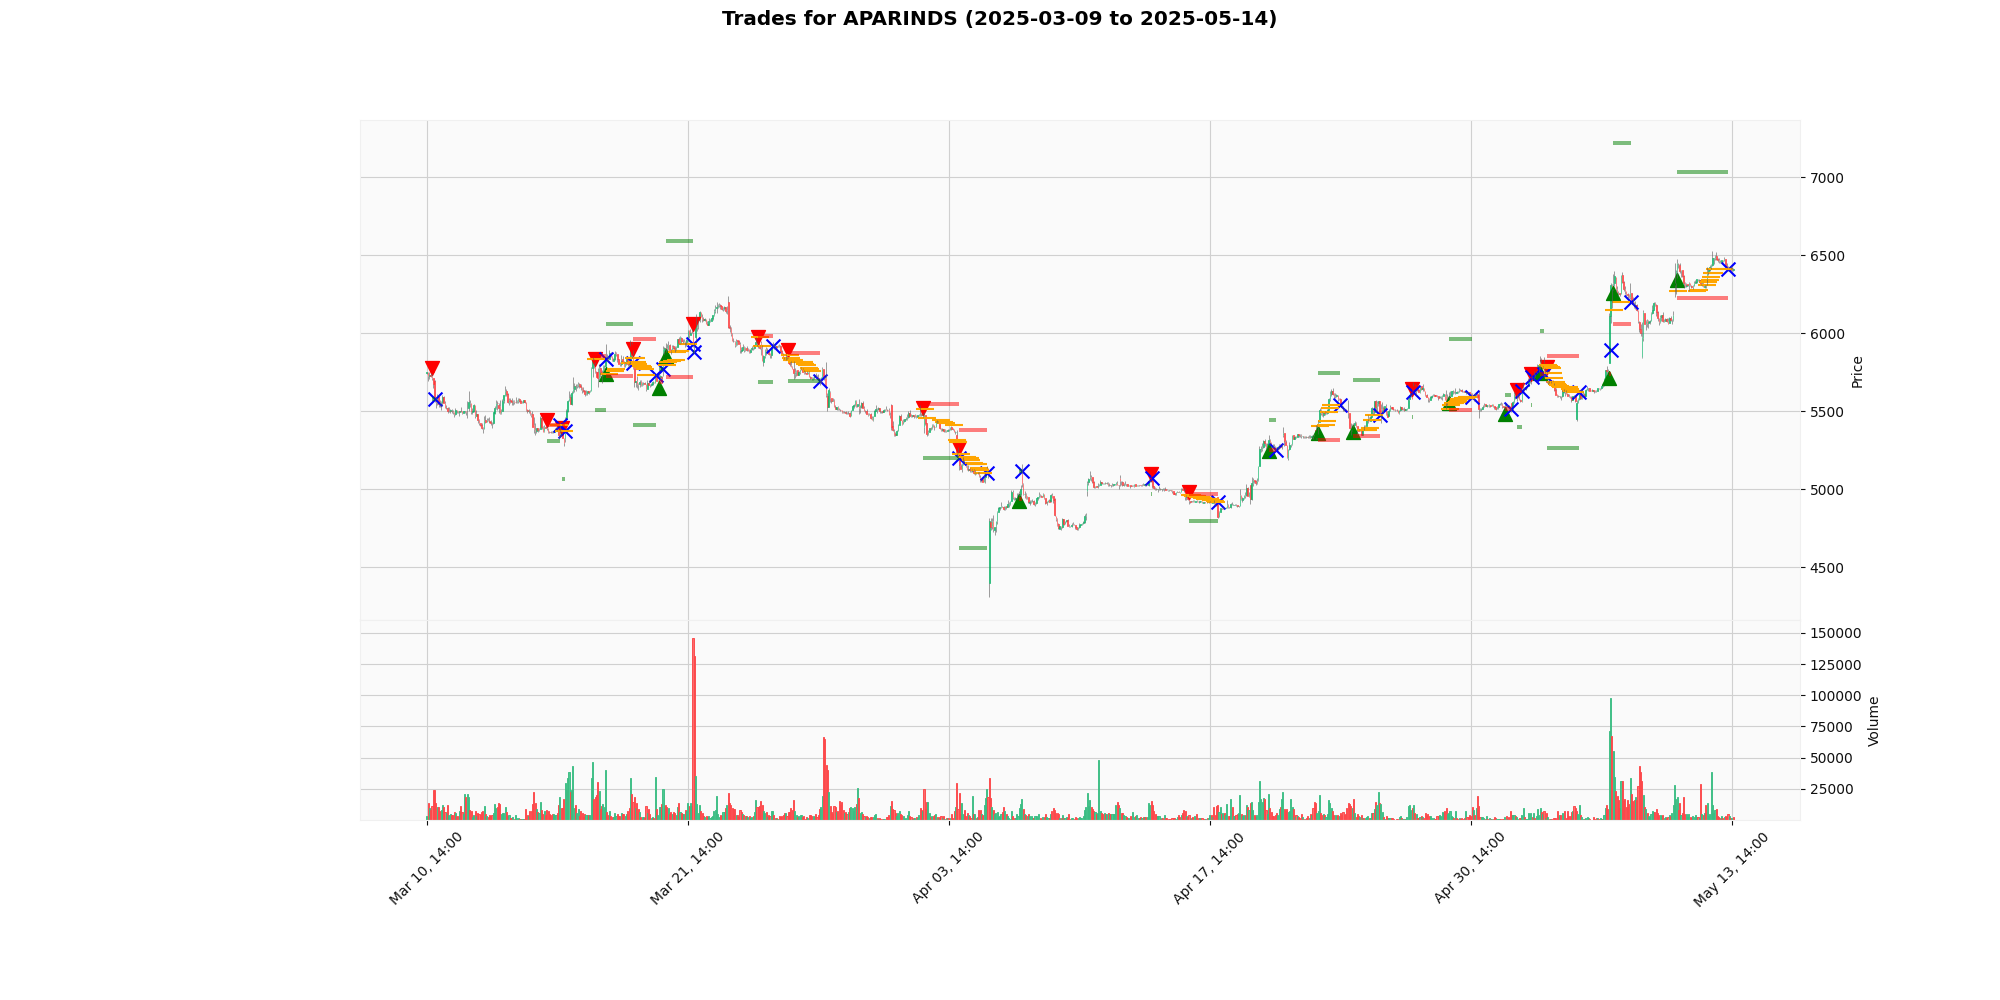 Trades for APARINDS (2025-03-09 to 2025-05-14)
7000
6500
6000
5500
5000
4500
Price
150000
125000
100000
75000
50000
25000
Volume
Mar 10, 14:00
Mar 21, 14:00
Apr 03, 14:00
Apr 17, 14:00
Apr 30, 14:00
May 13, 14:00